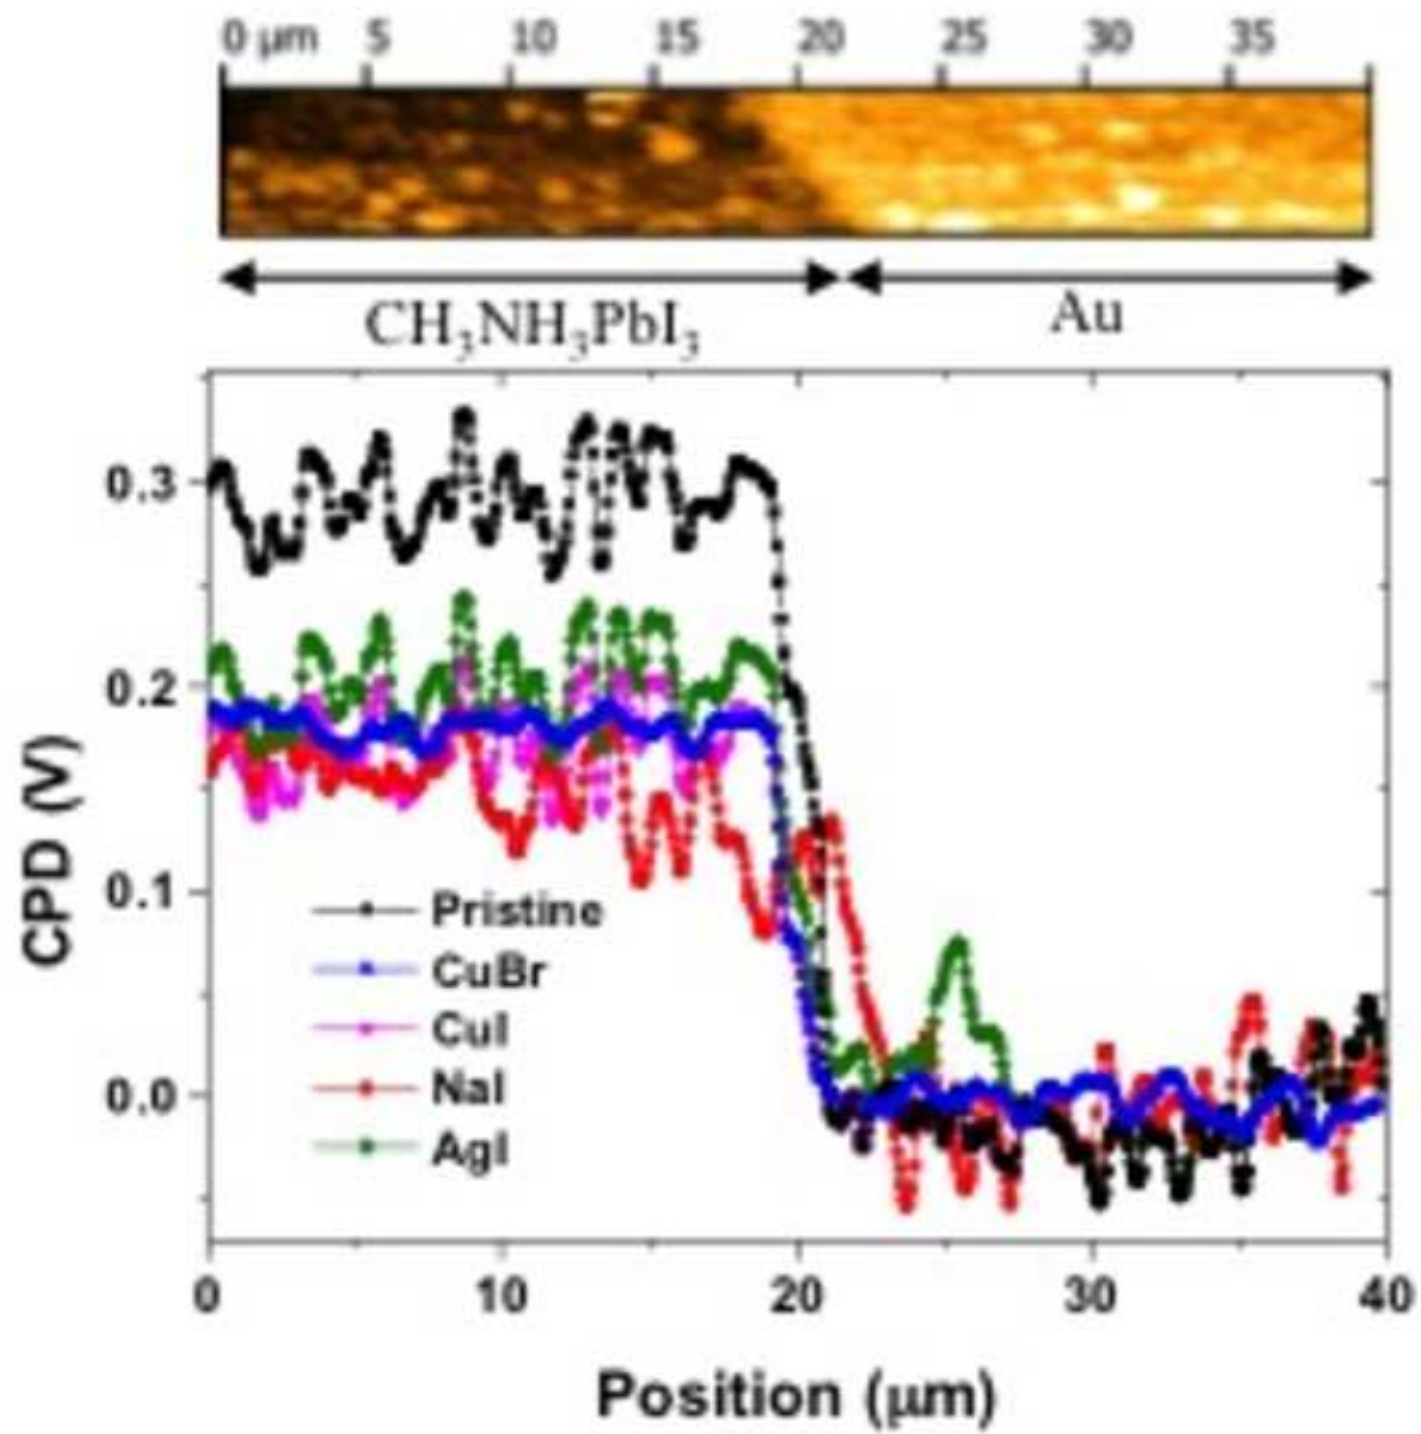 0 µm 5 10 15 20 25 30 35
CH₃NH₃PbI₃ Au
0.3
0.2
0.1
0.0
CPD (V)
Pristine
CuBr
CuI
NaI
AgI
0 10 20 30 40
Position (µm)